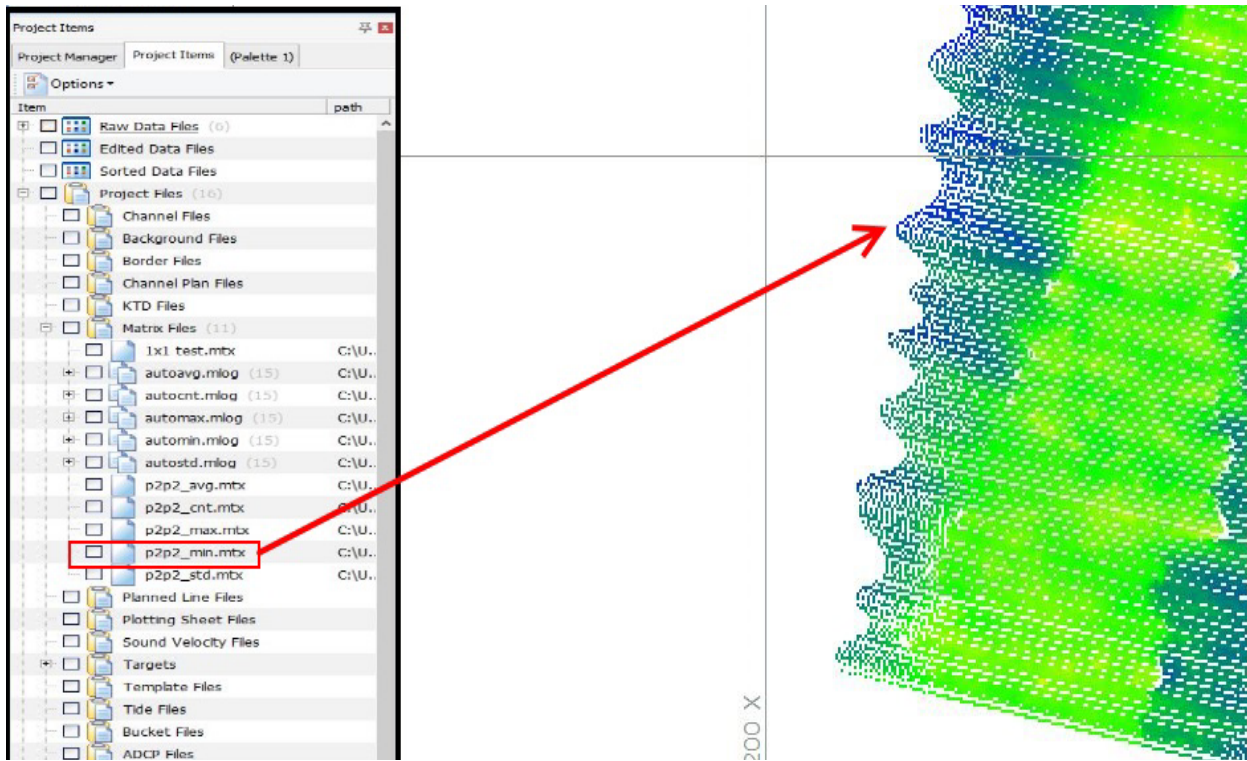 Project Items
Project Manager Project Items (Palette 1)
Options
Item path
Raw Data Files (6)
Edited Data Files
Sorted Data Files
Project Files (16)
Channel Files
Background Files
Border Files
Channel Plan Files
KTD Files
Matrix Files (11)
1x1 test.mtx C:\U..
autoavg.mlog (15) C:\U..
autocnt.mlog (15) C:\U..
automax.mlog (15) C:\U..
automin.mlog (15) C:\U..
autostd.mlog (15) C:\U..
p2p2_avg.mtx C:\U..
p2p2_cnt.mtx C:\U..
p2p2_max.mtx C:\U..
p2p2_min.mtx C:\U..
p2p2_std.mtx C:\U..
Planned Line Files
Plotting Sheet Files
Sound Velocity Files
Targets
Template Files
Tide Files
Bucket Files
ADCP Files
200 X